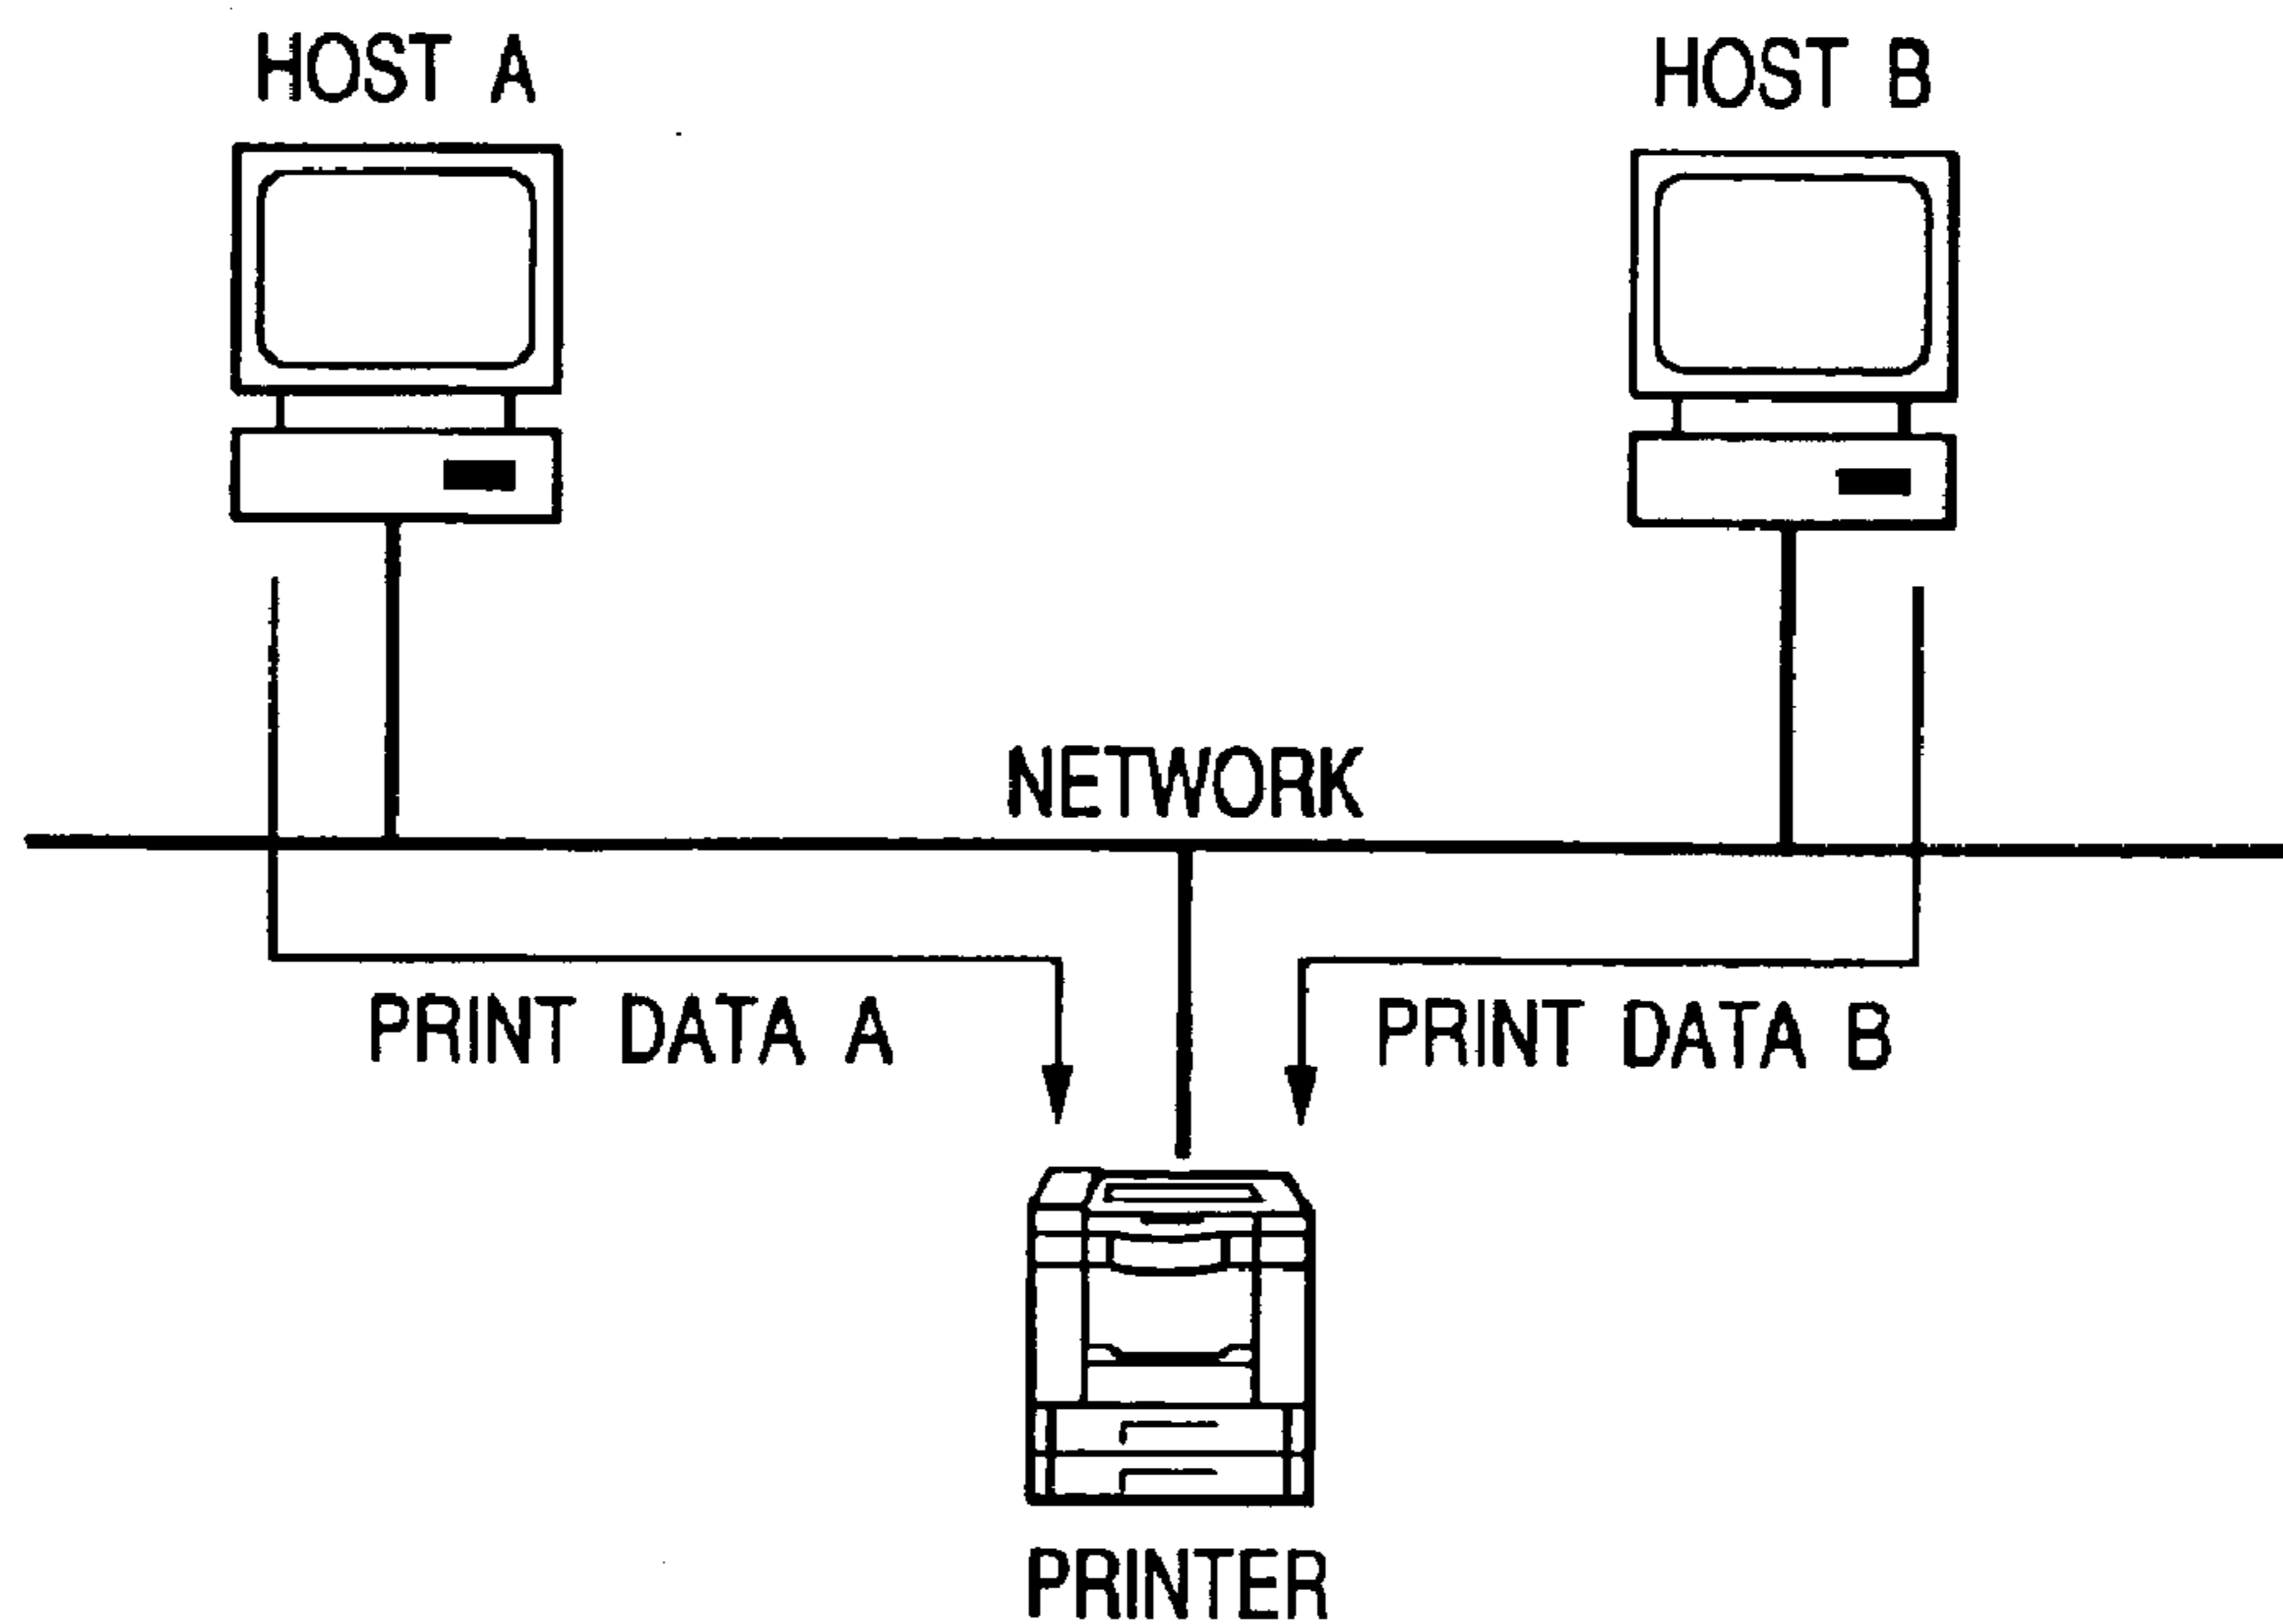 HOST A
HOST B
NETWORK
PRINT DATA A
PRINT DATA B
PRINTER